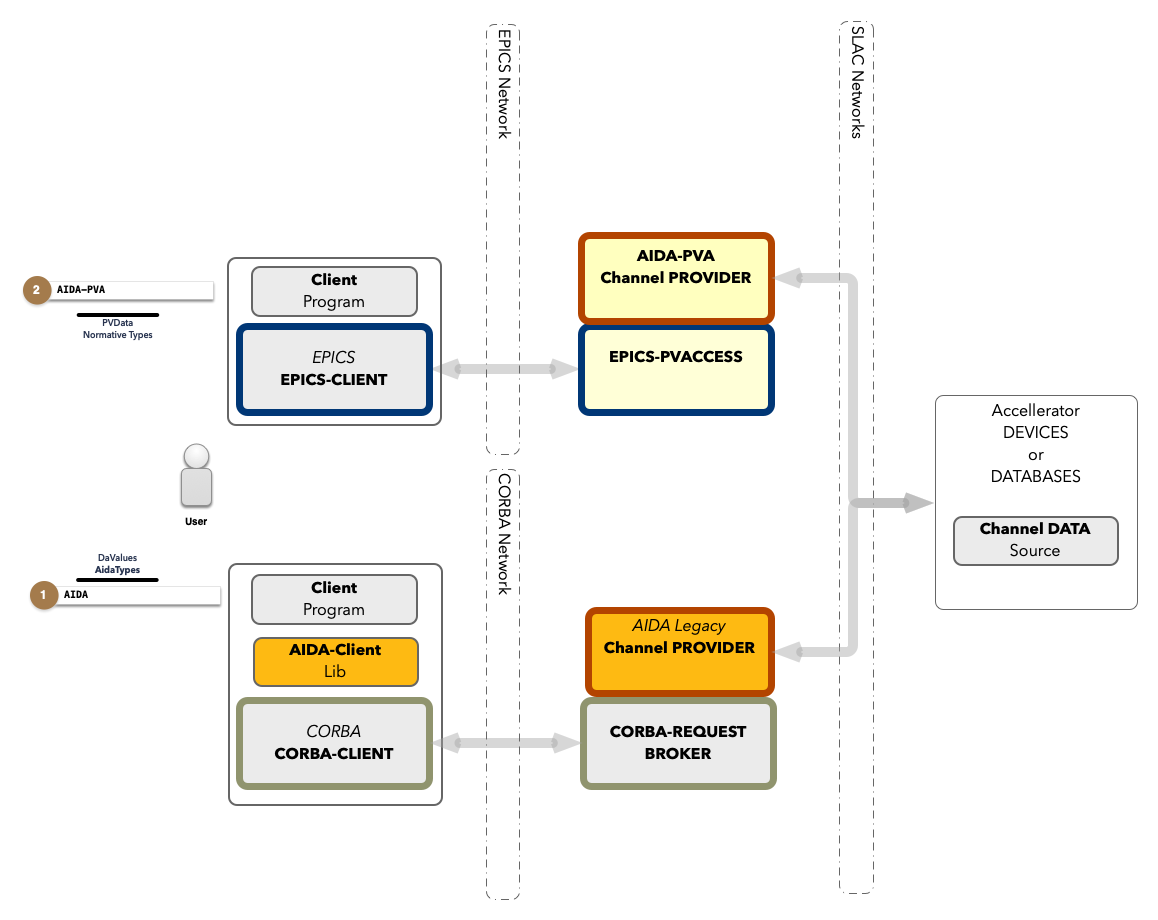 EPICS Network
SLAC Networks
AIDA-PVA
Channel PROVIDER
EPICS-PVACCESS
2
AIDA-PVA
PVData
Normative Types
Client
Program
EPICS
EPICS-CLIENT
User
Accellerator
DEVICES
or
DATABASES
Channel DATA
Source
CORBA Network
DaValues
AidaTypes
1
AIDA
Client
Program
AIDA-Client
Lib
CORBA
CORBA-CLIENT
AIDA Legacy
Channel PROVIDER
CORBA-REQUEST
BROKER